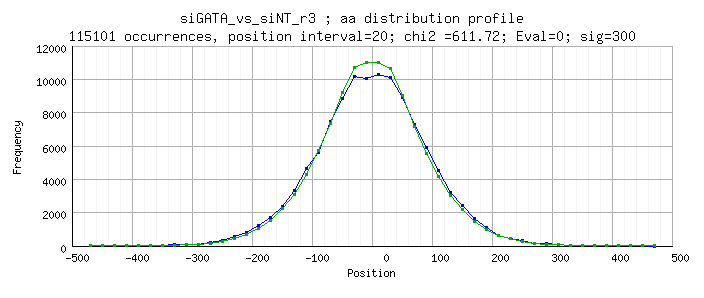 siGATA_vs_siNT_r3 ; aa distribution profile
115101 occurrences, position interval=20; chi2 =611.72; Eval=0; sig=300
12000
10000
8000
6000
4000
2000
0
Frequency
-500 -400 -300 -200 -100 0 100 200 300 400 500
Position